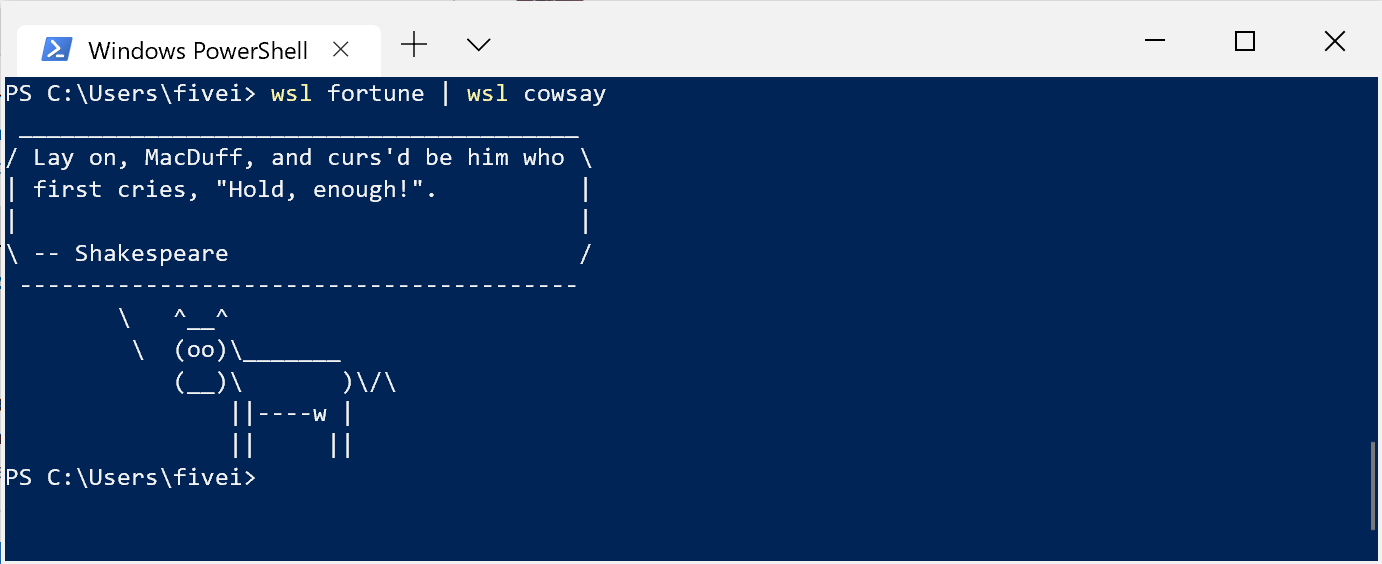 Windows PowerShell
PS C:\Users\fivei> wsl fortune | wsl cowsay
 ________________________________________
/ Lay on, MacDuff, and curs'd be him who \
| first cries, "Hold, enough!".          |
|                                        |
\ -- Shakespeare                         /
 ----------------------------------------
        \   ^__^
         \  (oo)\_______
            (__)\       )\/\
                ||----w |
                ||     ||
PS C:\Users\fivei>